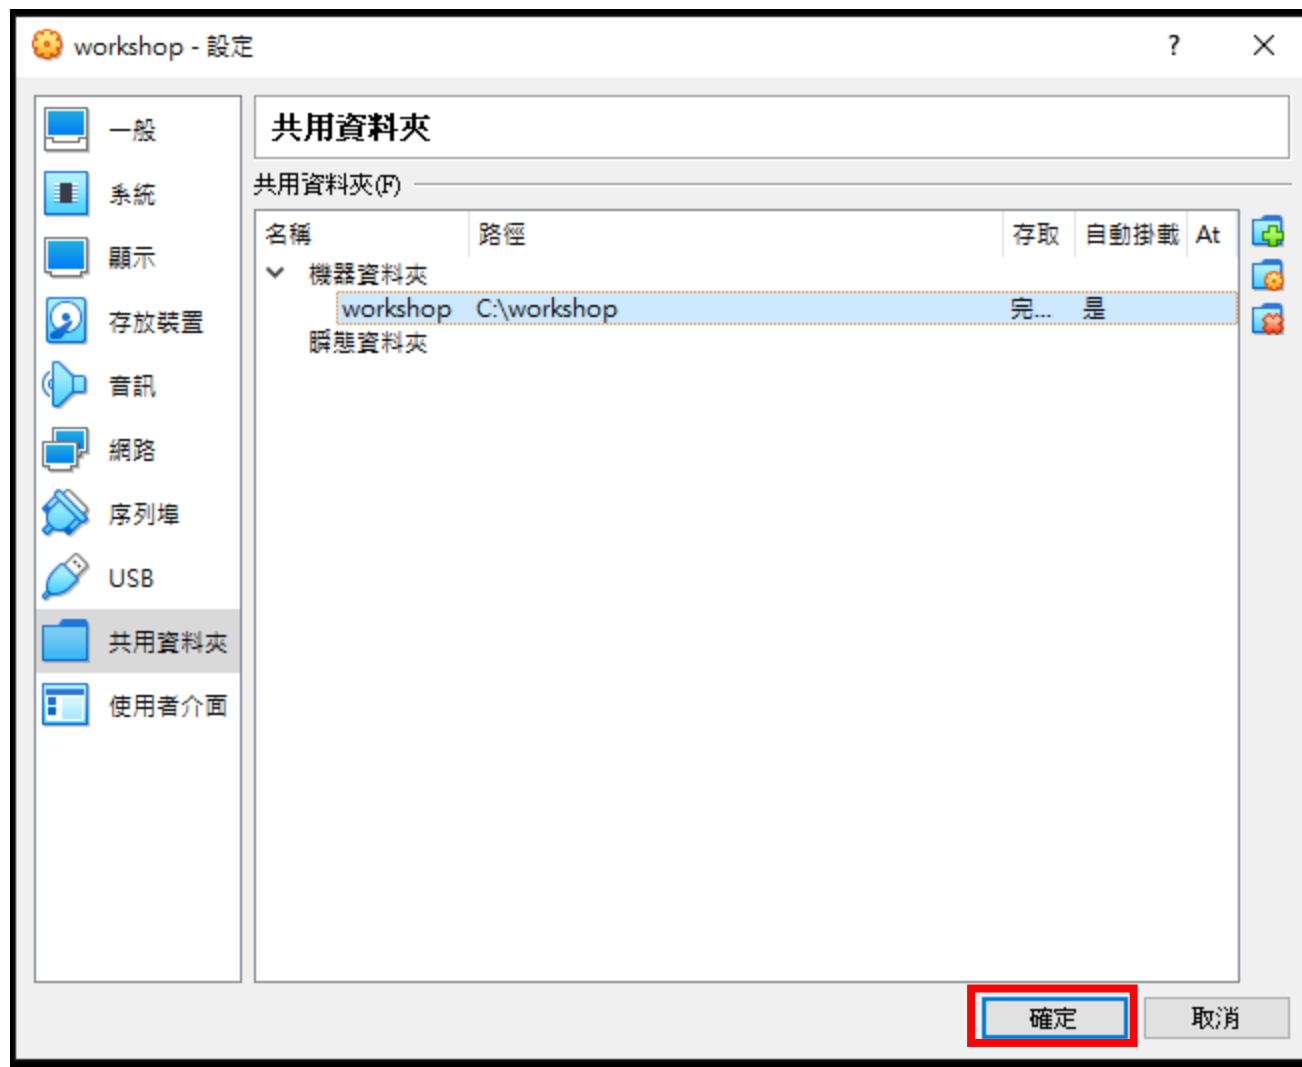 workshop - 設定
?
一般
系統
顯示
存放裝置
音訊
網路
序列埠
USB
共用資料夾
使用者介面
共用資料夾
共用資料夾(F)
名稱 路徑 存取 自動掛載 At
機器資料夾
workshop C:\workshop 完... 是
瞬態資料夾
確定 取消